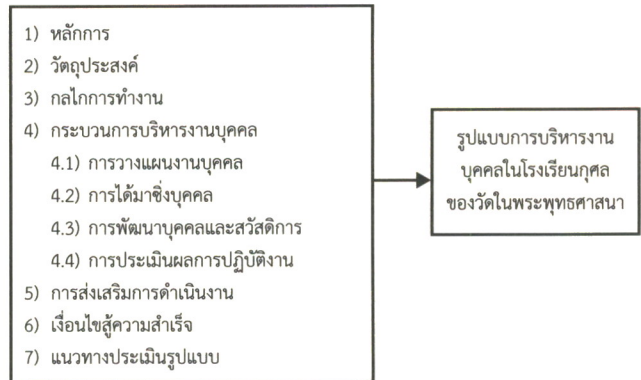 1) หลักการ
2) วัตถุประสงค์
3) กลไกการทำงาน
4) กระบวนการบริหารงานบุคคล
4.1) การวางแผนงานบุคคล
4.2) การได้มาซึ่งบุคคล
4.3) การพัฒนาบุคคลและสวัสดิการ
4.4) การประเมินผลการปฏิบัติงาน
5) การส่งเสริมการดำเนินงาน
6) เงื่อนไขสู้ความสำเร็จ
7) แนวทางประเมินรูปแบบ
รูปแบบการบริหารงาน
บุคคลในโรงเรียนกุศล
ของวัดในพระพุทธศาสนา